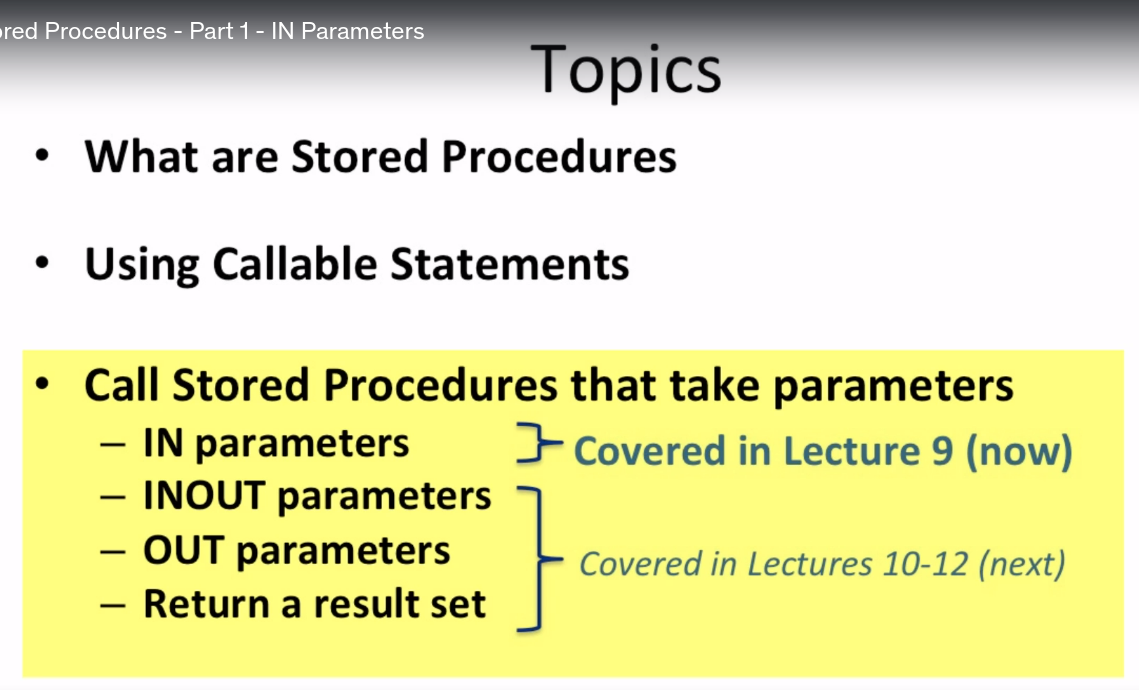 ored Procedures - Part 1 - IN Parameters
Topics
• What are Stored Procedures
• Using Callable Statements
• Call Stored Procedures that take parameters
– IN parameters
Covered in Lecture 9 (now)
– INOUT parameters
– OUT parameters
Covered in Lectures 10-12 (next)
– Return a result set